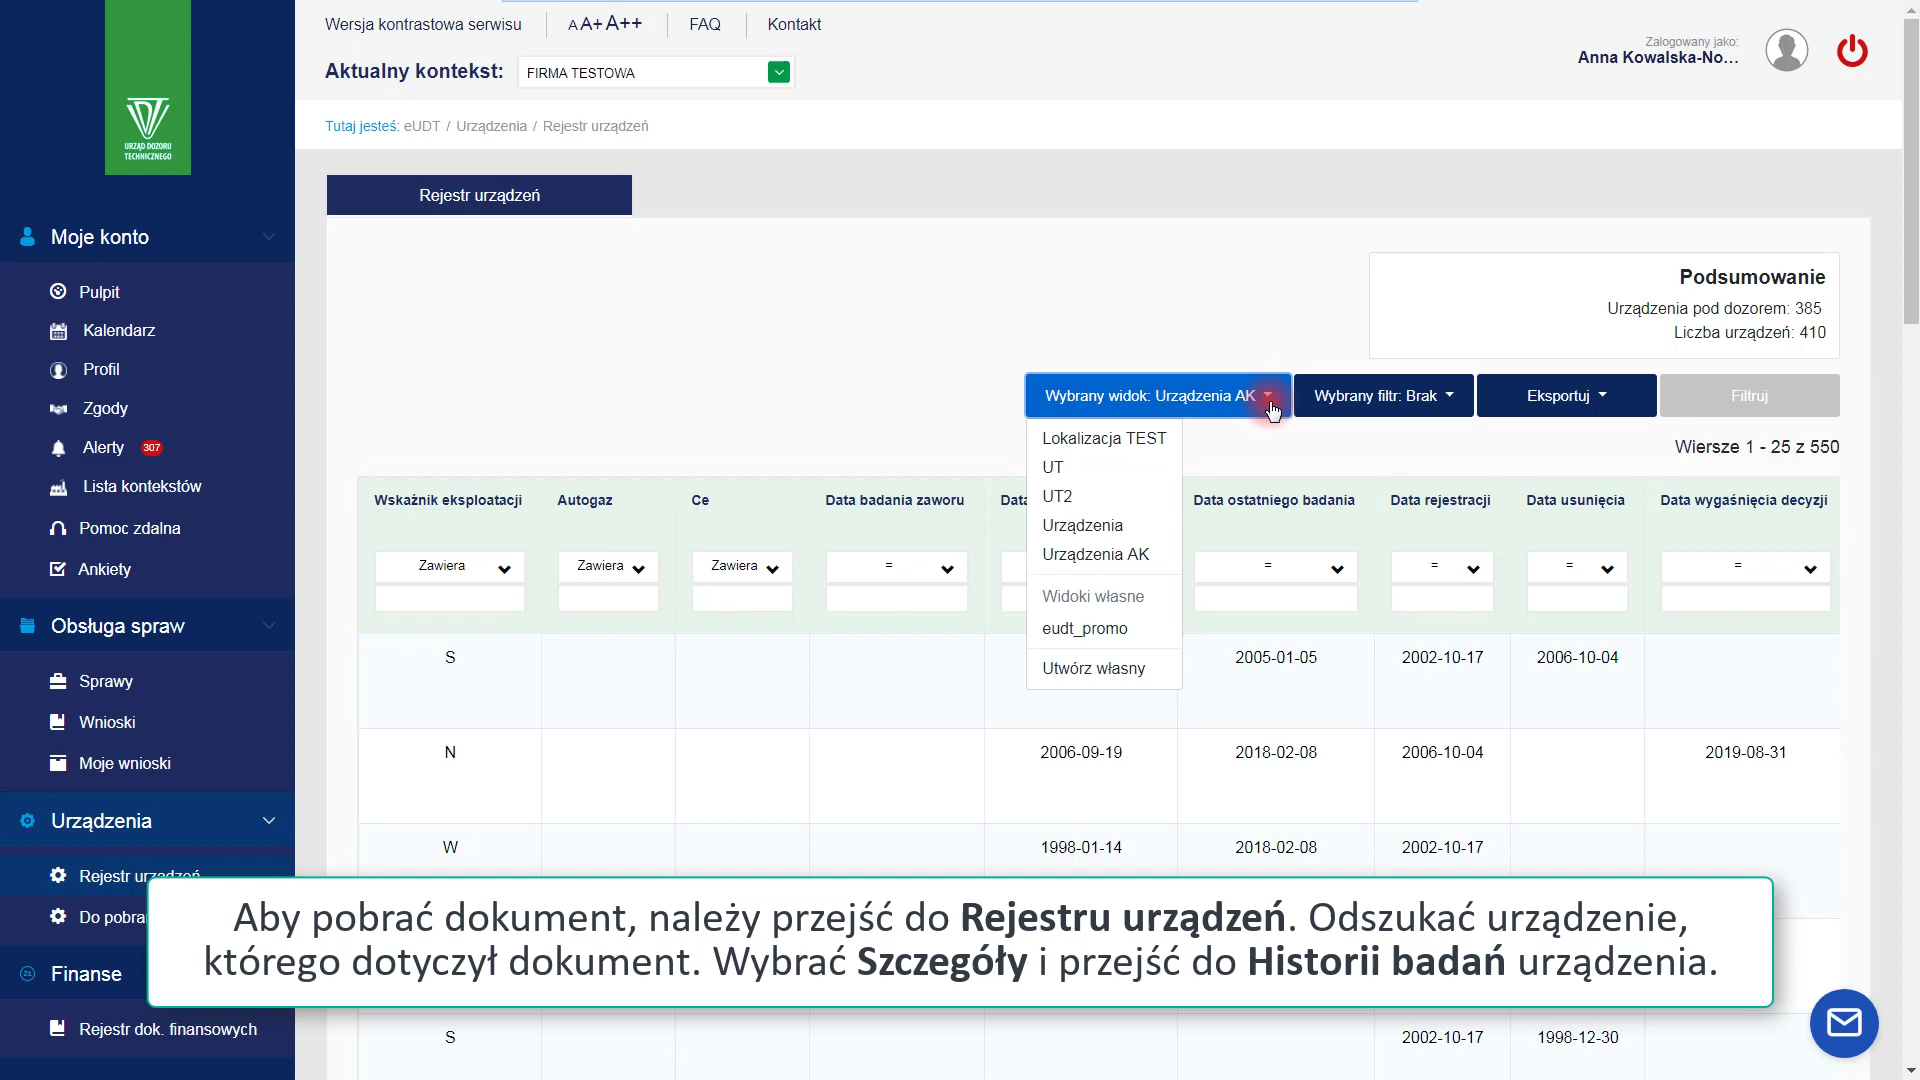 Wersja kontrastowa serwisu
A A+ A++
FAQ
Kontakt
Aktualny kontekst:
FIRMA TESTOWA
Zalogowany jako:
Anna Kowalska-No...
URZĄD DOZORU
TECHNICZNEGO
Tutaj jesteś: eUDT / Urządzenia / Rejestr urządzeń
Moje konto
Pulpit
Kalendarz
Profil
Zgody
Alerty 307
Lista kontekstów
Pomoc zdalna
Ankiety
Obsługa spraw
Sprawy
Wnioski
Moje wnioski
Urządzenia
Rejestr urządzeń
Do pobra
Finanse
Rejestr dok. finansowych
Rejestr urządzeń
Podsumowanie
Urządzenia pod dozorem: 385
Liczba urządzeń: 410
Wybrany widok: Urządzenia AK
Wybrany filtr: Brak
Eksportuj
Filtruj
Lokalizacja TEST
UT
UT2
Urządzenia
Urządzenia AK
Widoki własne
eudt_promo
Utwórz własny
Wiersze 1 - 25 z 550
Wskaźnik eksploatacji Autogaz Ce Data badania zaworu Data Data ostatniego badania Data rejestracji Data usunięcia Data wygaśnięcia decyzji
Zawiera Zawiera Zawiera = = = = =
S 2005-01-05 2002-10-17 2006-10-04
N 2006-09-19 2018-02-08 2006-10-04 2019-08-31
W 1998-01-14 2018-02-08 2002-10-17
S 2002-10-17 1998-12-30
Aby pobrać dokument, należy przejść do Rejestru urządzeń. Odszukać urządzenie,
którego dotyczył dokument. Wybrać Szczegóły i przejść do Historii badań urządzenia.